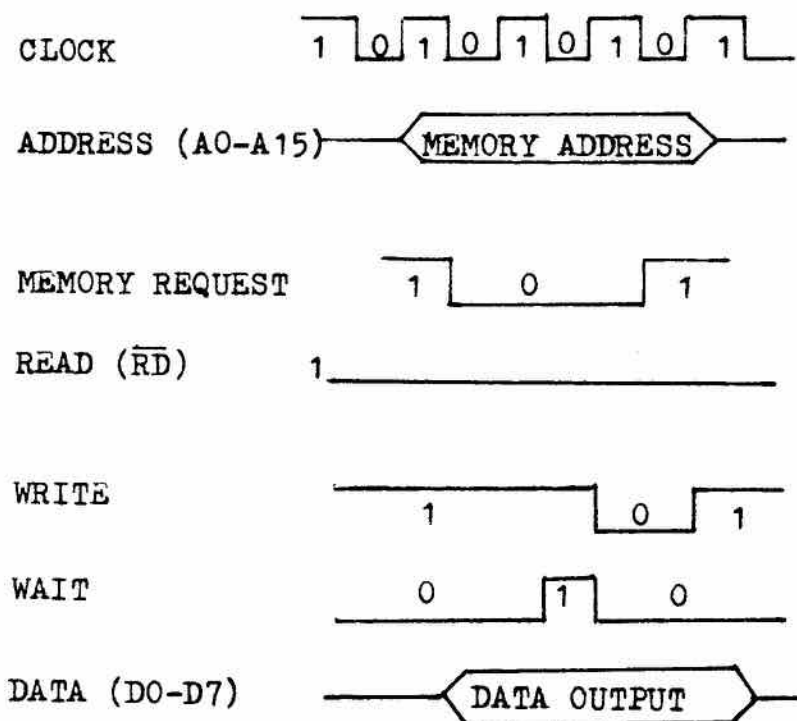 CLOCK 1 0 1 0 1 0 1 0 1
ADDRESS (A0-A15) MEMORY ADDRESS
MEMORY REQUEST 1 0 1
READ (R̅D̅) 1
WRITE 1 0 1
WAIT 0 1 0
DATA (D0-D7) DATA OUTPUT